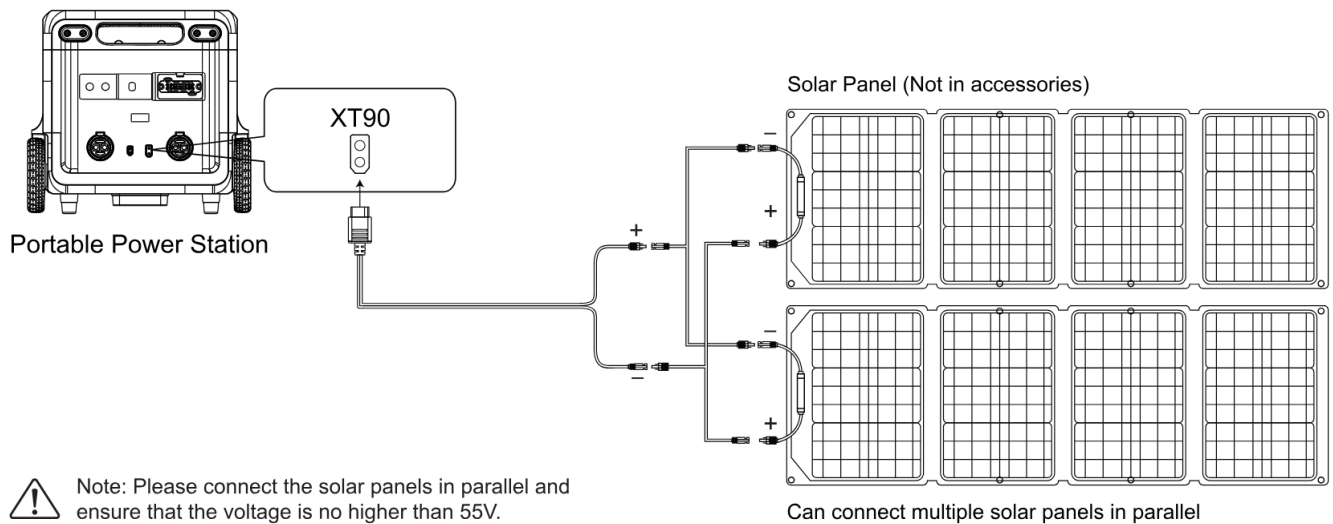 Solar Panel (Not in accessories)
XT90
−
+
+
Portable Power Station
−
−
+
Note: Please connect the solar panels in parallel and
ensure that the voltage is no higher than 55V.
Can connect multiple solar panels in parallel